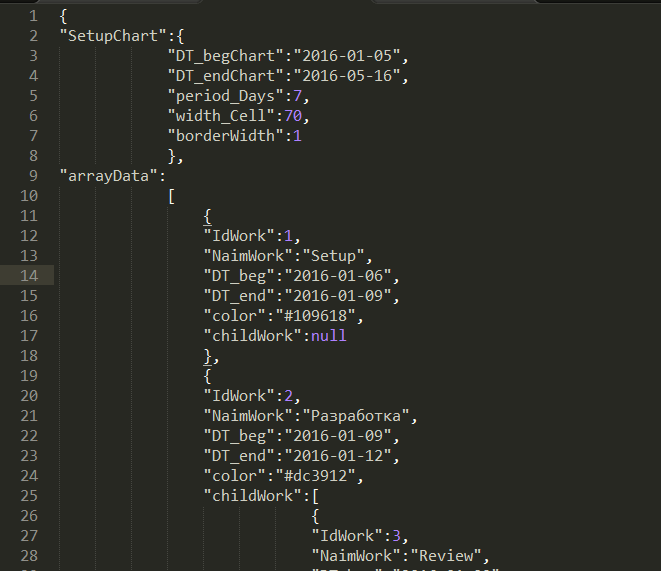 1 {
2 "SetupChart":{
3 "DT_begChart":"2016-01-05",
4 "DT_endChart":"2016-05-16",
5 "period_Days":7,
6 "width_Cell":70,
7 "borderWidth":1
8 },
9 "arrayData":
10 [
11 {
12 "IdWork":1,
13 "NaimWork":"Setup",
14 "DT_beg":"2016-01-06",
15 "DT_end":"2016-01-09",
16 "color":"#109618",
17 "childWork":null
18 },
19 {
20 "IdWork":2,
21 "NaimWork":"Разработка",
22 "DT_beg":"2016-01-09",
23 "DT_end":"2016-01-12",
24 "color":"#dc3912",
25 "childWork":[
26 {
27 "IdWork":3,
28 "NaimWork":"Review",